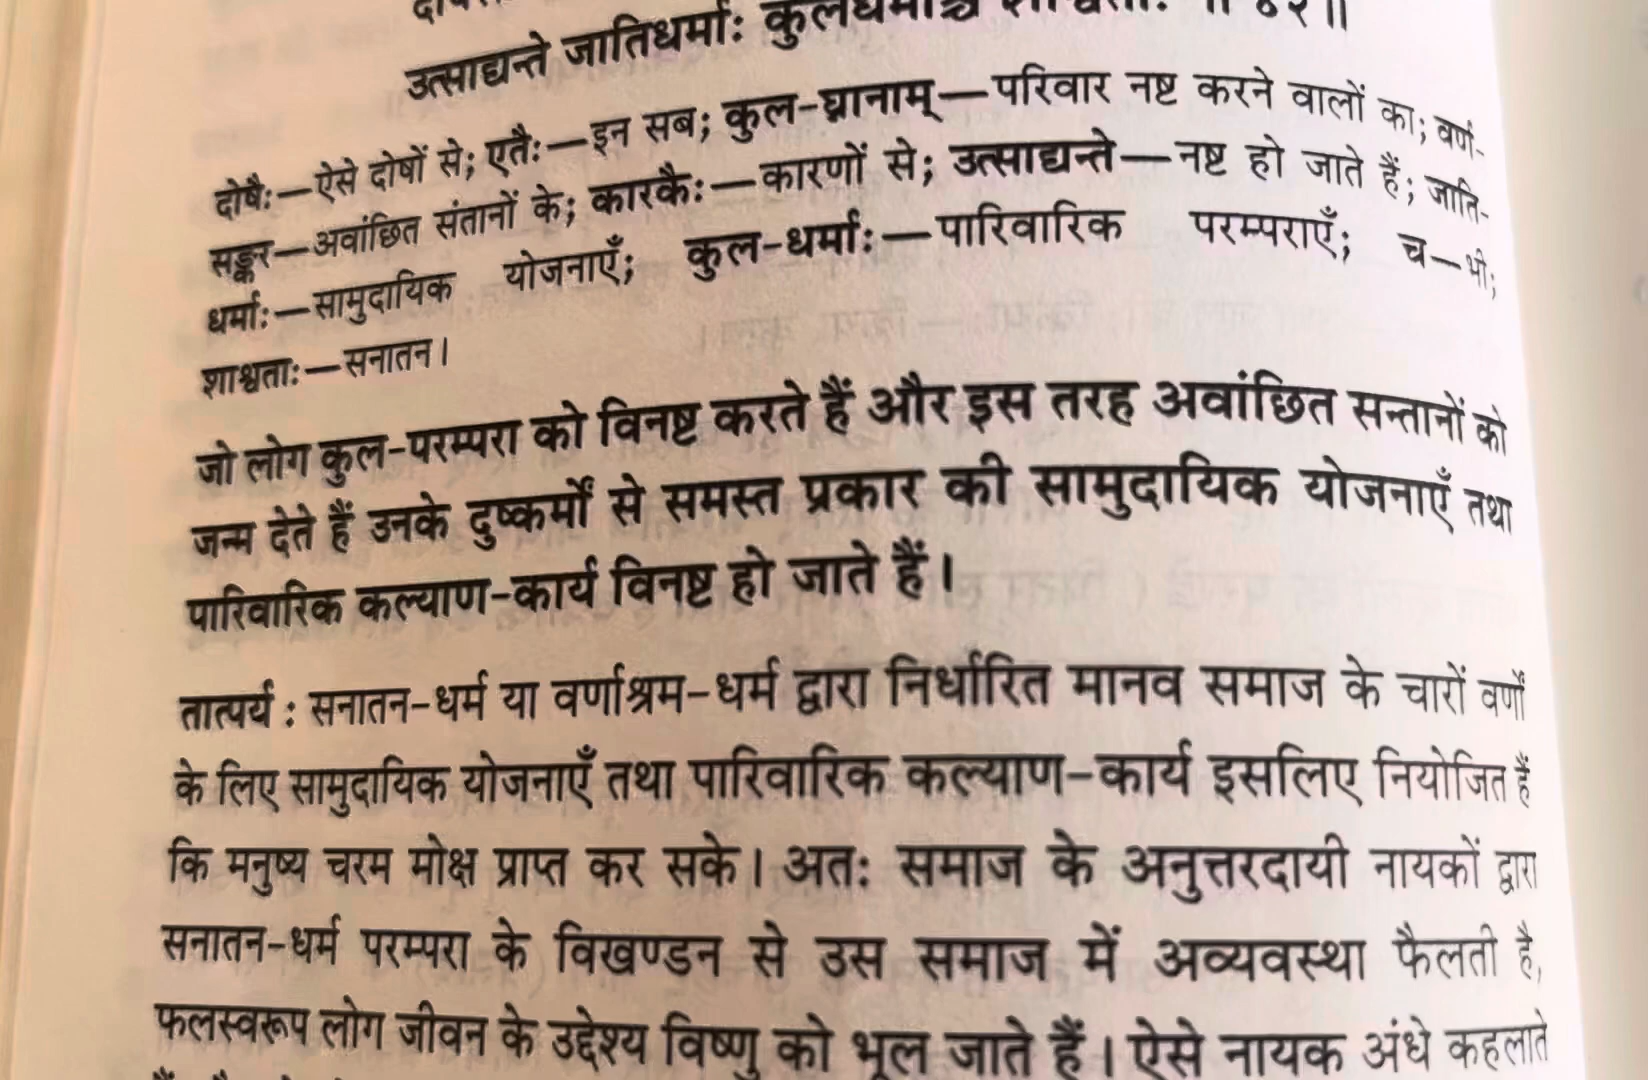 उत्साद्यन्ते जातिधर्माः कुलधर्माश्च शाश्वताः ॥ ४२ ॥
दोषैः—ऐसे दोषों से; एतैः—इन सब; कुल-घ्नानाम्—परिवार नष्ट करने वालों का; वर्ण-
सङ्कर—अवांछित संतानों के; कारकैः—कारणों से; उत्साद्यन्ते—नष्ट हो जाते हैं; जाति-
धर्माः—सामुदायिक योजनाएँ; कुल-धर्माः—पारिवारिक परम्पराएँ; च—भी;
शाश्वताः—सनातन।
जो लोग कुल-परम्परा को विनष्ट करते हैं और इस तरह अवांछित सन्तानों को
जन्म देते हैं उनके दुष्कर्मों से समस्त प्रकार की सामुदायिक योजनाएँ तथा
पारिवारिक कल्याण-कार्य विनष्ट हो जाते हैं।
तात्पर्य : सनातन-धर्म या वर्णाश्रम-धर्म द्वारा निर्धारित मानव समाज के चारों वर्णों
के लिए सामुदायिक योजनाएँ तथा पारिवारिक कल्याण-कार्य इसलिए नियोजित हैं
कि मनुष्य चरम मोक्ष प्राप्त कर सके। अतः समाज के अनुत्तरदायी नायकों द्वारा
सनातन-धर्म परम्परा के विखण्डन से उस समाज में अव्यवस्था फैलती है,
फलस्वरूप लोग जीवन के उद्देश्य विष्णु को भूल जाते हैं। ऐसे नायक अंधे कहलाते